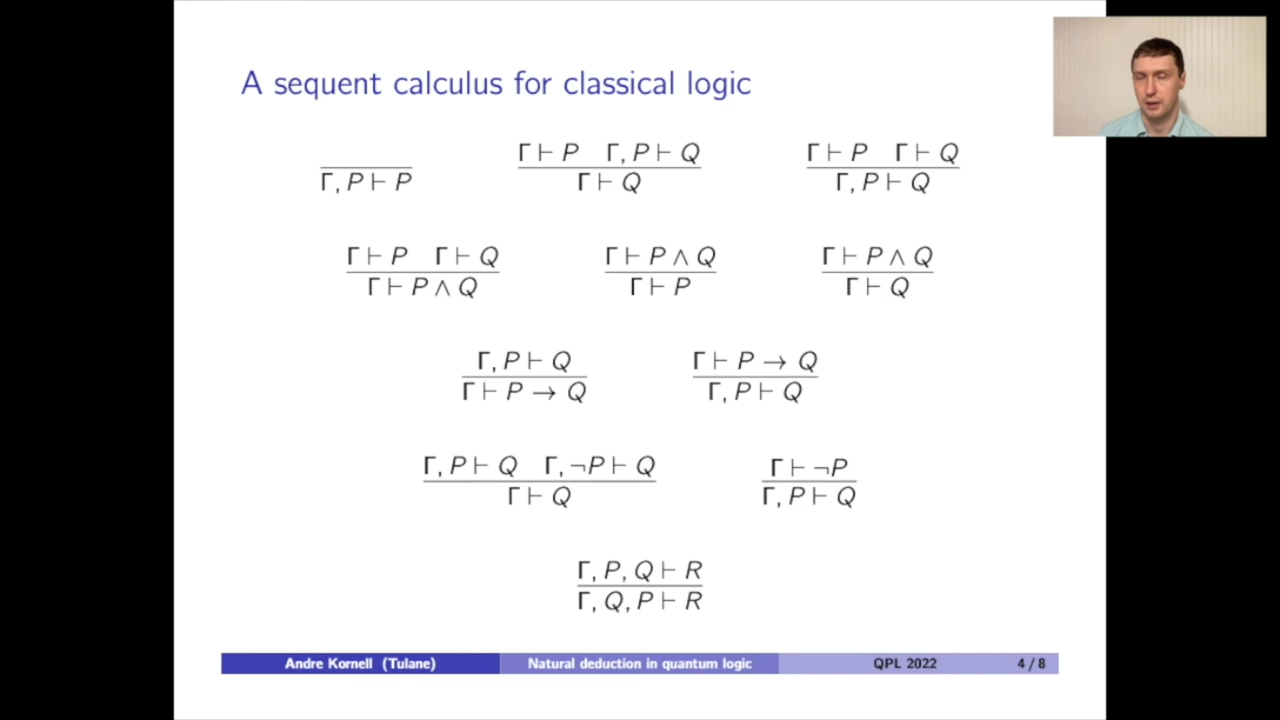 A sequent calculus for classical logic
Γ ⊢ P Γ, P ⊢ Q Γ ⊢ P Γ ⊢ Q
Γ, P ⊢ P Γ ⊢ Q Γ, P ⊢ Q
Γ ⊢ P Γ ⊢ Q Γ ⊢ P ∧ Q Γ ⊢ P ∧ Q
Γ ⊢ P ∧ Q Γ ⊢ P Γ ⊢ Q
Γ, P ⊢ Q Γ ⊢ P → Q
Γ ⊢ P → Q Γ, P ⊢ Q
Γ, P ⊢ Q Γ, ¬P ⊢ Q Γ ⊢ ¬P
Γ ⊢ Q Γ, P ⊢ Q
Γ, P, Q ⊢ R
Γ, Q, P ⊢ R
Andre Kornell (Tulane) Natural deduction in quantum logic QPL 2022 4 / 8